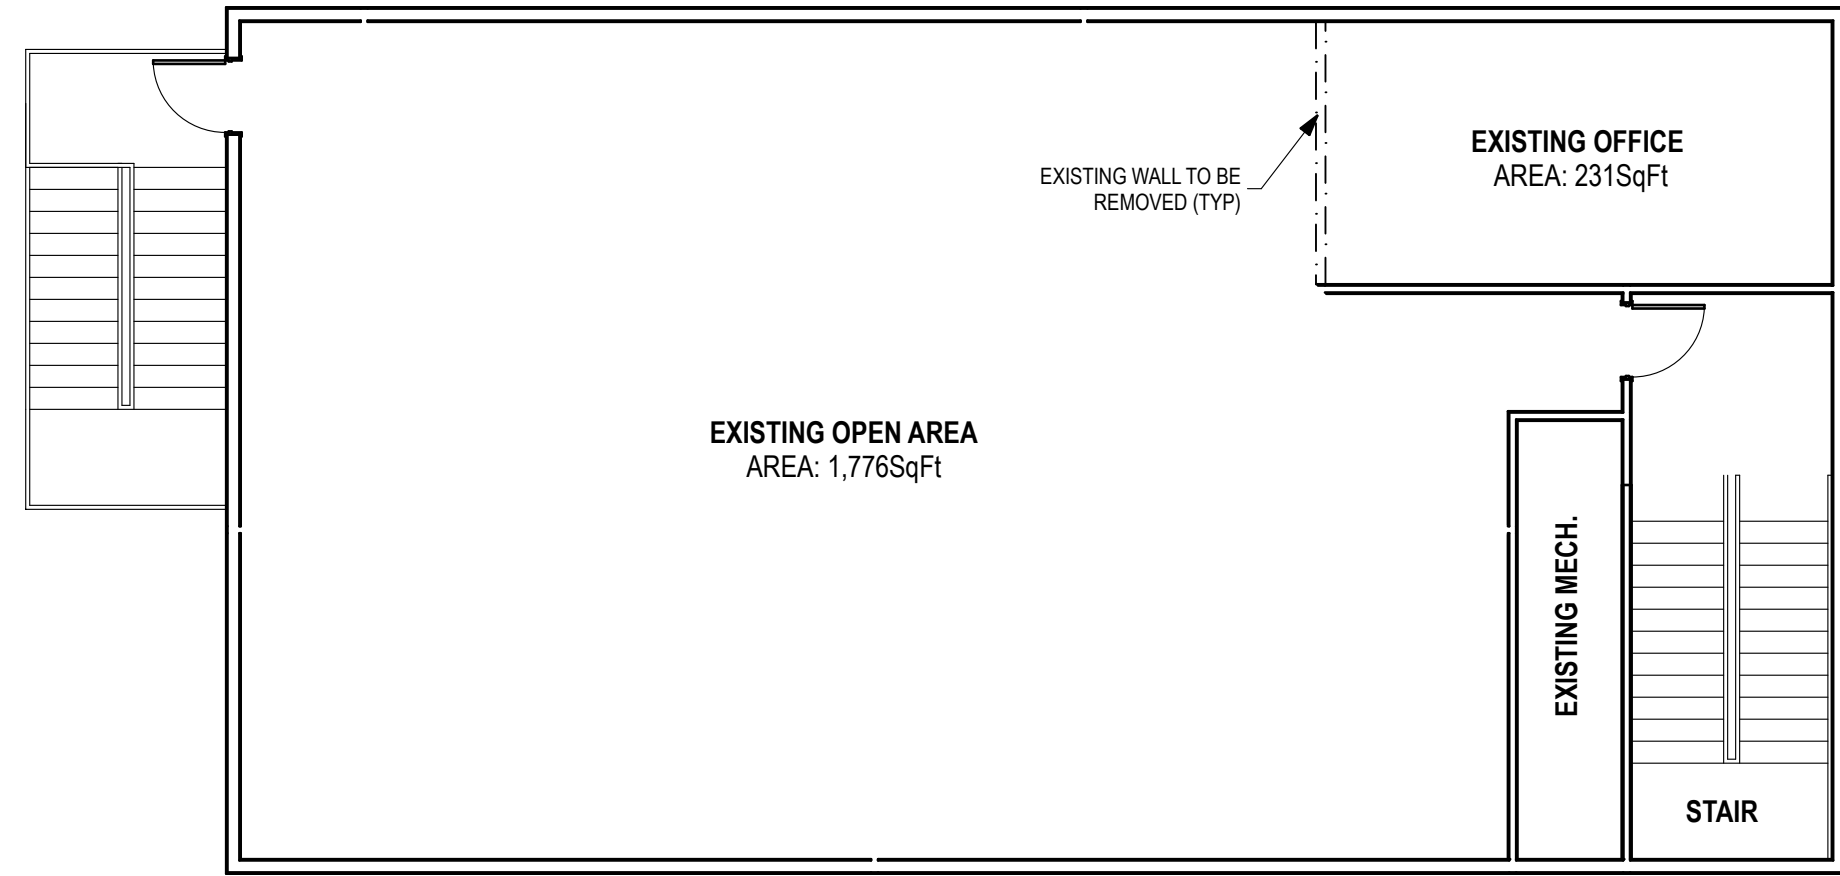 EXISTING OFFICE
AREA: 231SqFt
EXISTING WALL TO BE
REMOVED (TYP)
EXISTING OPEN AREA
AREA: 1,776SqFt
EXISTING MECH.
STAIR